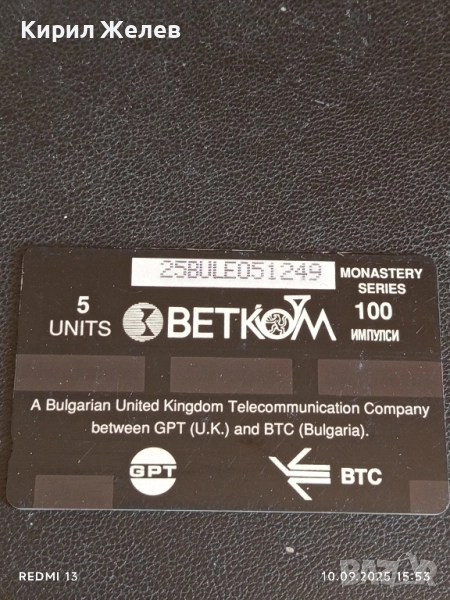 Кирил Желев
25BULE051249
MONASTERY
SERIES
5
UNITS
BETKOM
100
ИМПУЛСИ
A Bulgarian United Kingdom Telecommunication Company
between GPT (U.K.) and BTC (Bulgaria).
GPT
BTC
REDMI 13
10.09.2025 15:53